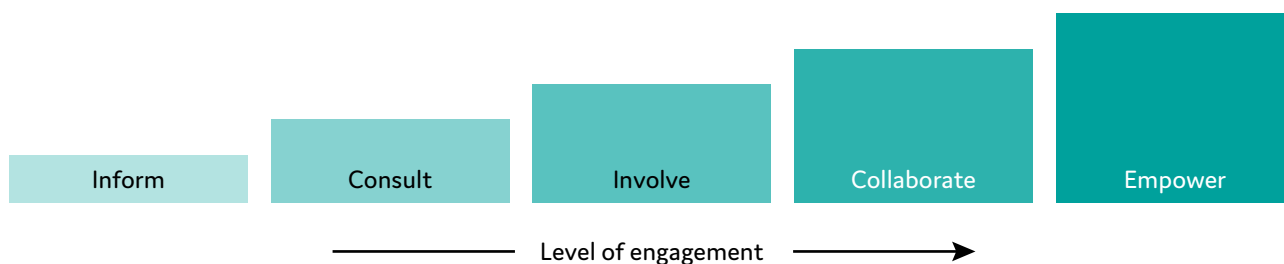 Inform
Consult
Involve
Collaborate
Empower
Level of engagement